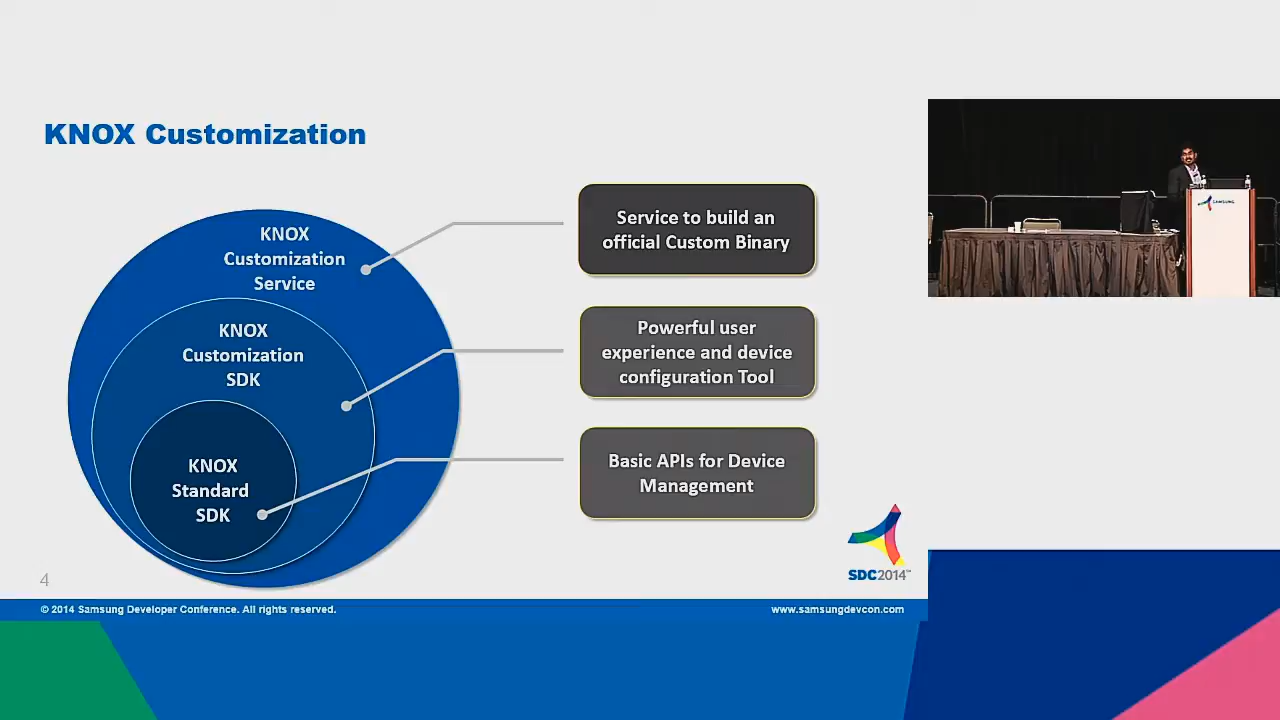 KNOX Customization
KNOX
Customization
Service
KNOX
Customization
SDK
KNOX
Standard
SDK
Service to build an
official Custom Binary
Powerful user
experience and device
configuration Tool
Basic APIs for Device
Management
SAMSUNG
SDC2014™
4
© 2014 Samsung Developer Conference. All rights reserved.
www.samsungdevcon.com